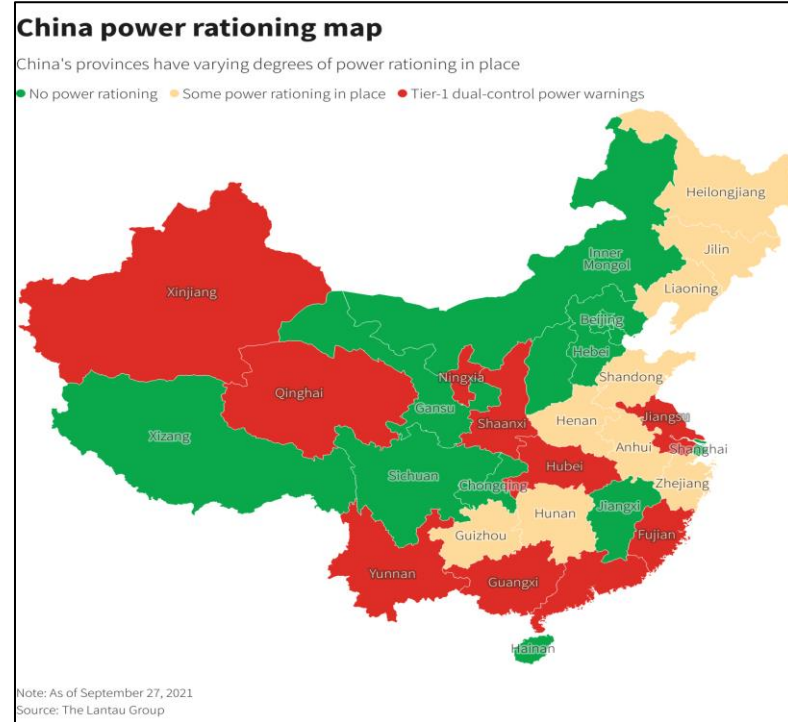 China power rationing map
China's provinces have varying degrees of power rationing in place
No power rationing Some power rationing in place Tier-1 dual-control power warnings
Heilongjiang
Jilin
Inner
Mongol
Liaoning
Xinjiang
Beijing
Hebei
Shandong
Ningxia
Qinghai
Gansu
Shaanxi
Henan
Jiangsu
Xizang
Anhui
Shanghai
Hubei
Sichuan
Chongqing
Zhejiang
Jiangxi
Hunan
Guizhou
Fujian
Yunnan
Guangxi
Hainan
Note: As of September 27, 2021
Source: The Lantau Group